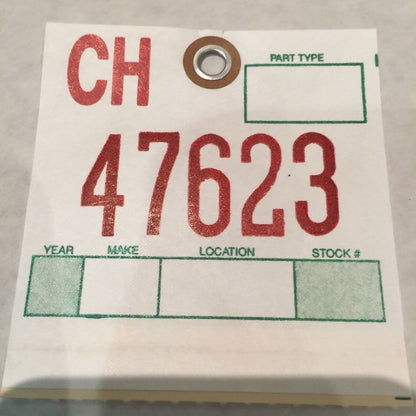 CH
PART TYPE
47623
YEAR MAKE LOCATION STOCK #